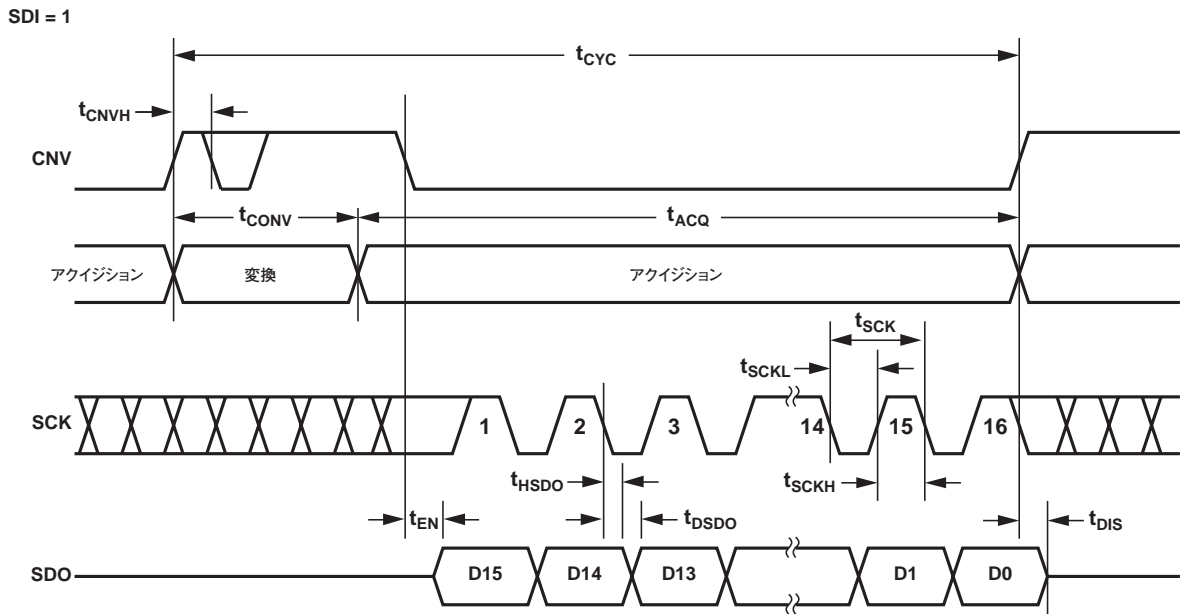 SDI = 1
tCYC
tCNVH
CNV
tCONV
tACQ
アクイジション 変換 アクイジション
tSCK
tSCKL
SCK 1 2 3 14 15 16
tHSDO
tSCKH
tEN
tDSDO
tDIS
SDO D15 D14 D13 D1 D0